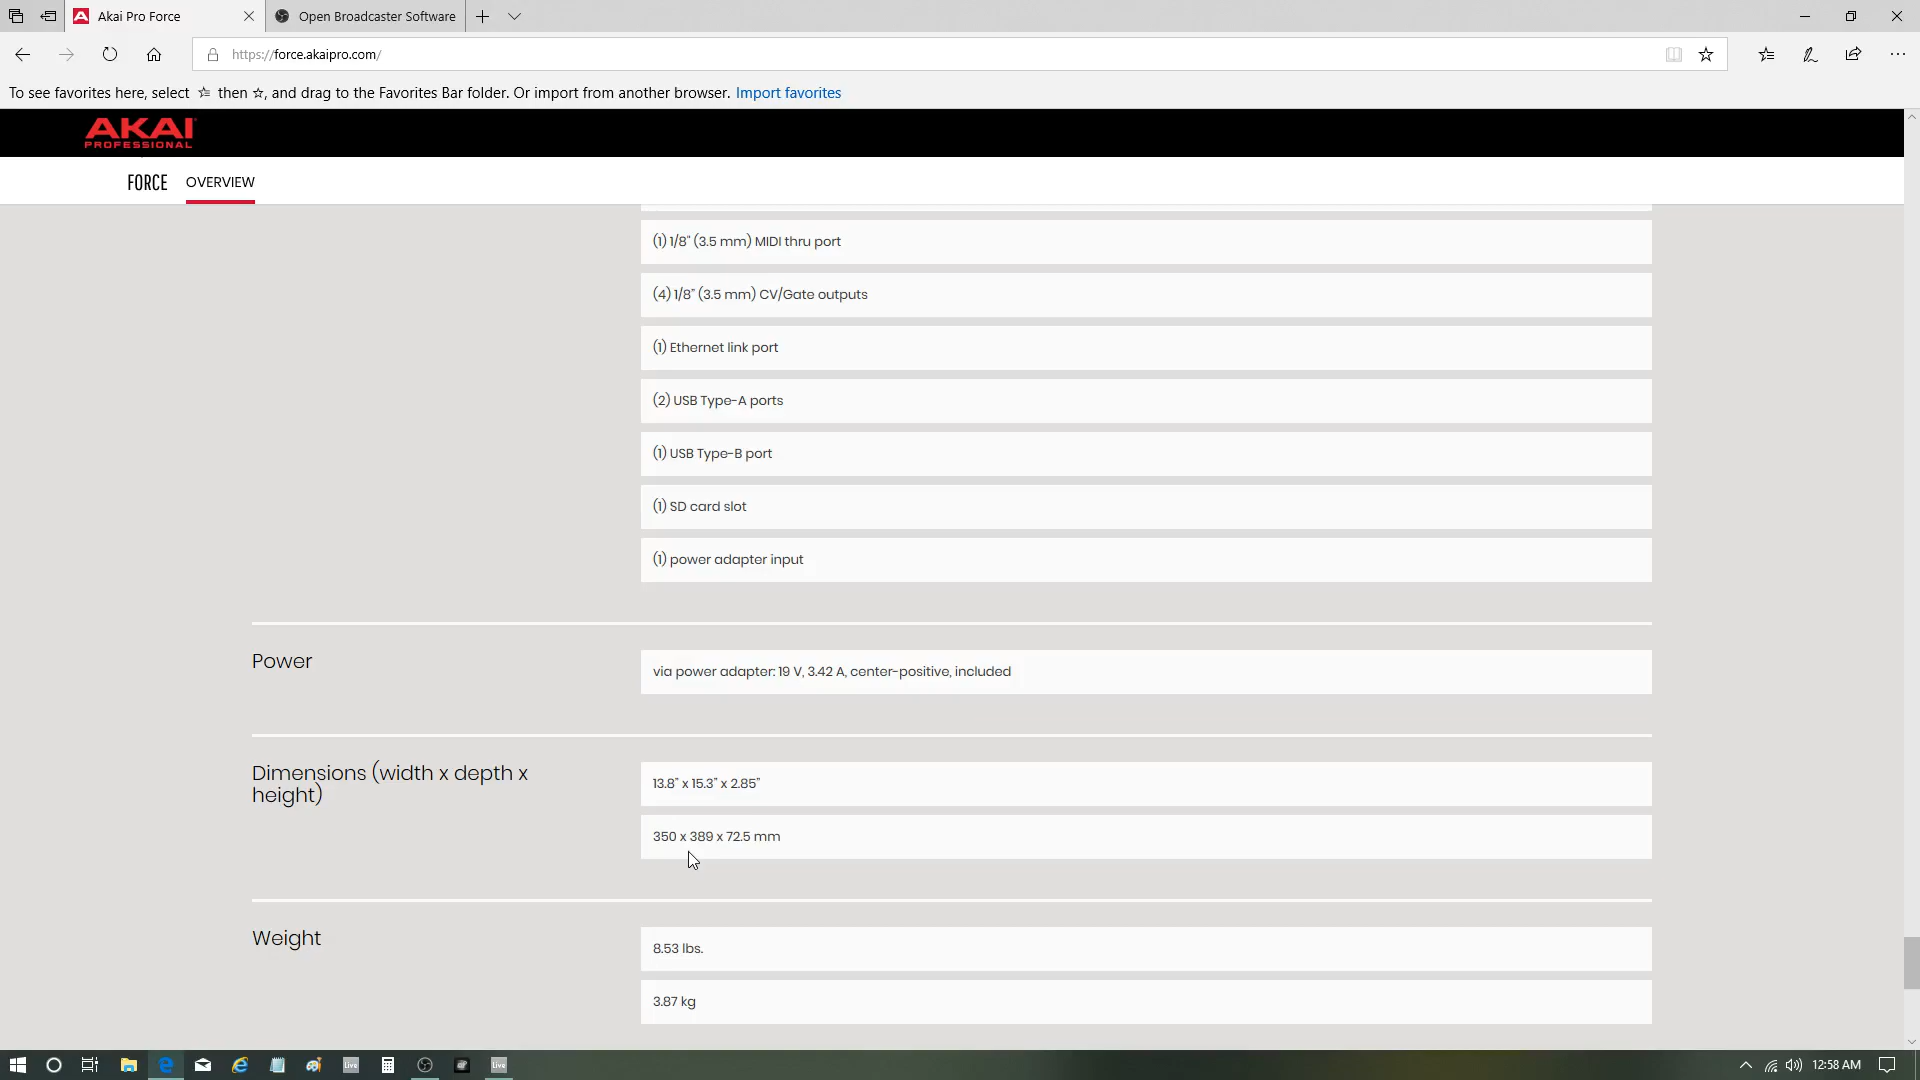 Akai Pro Force
Open Broadcaster Software
https://force.akaipro.com/
To see favorites here, select ☆ then ☆, and drag to the Favorites Bar folder. Or import from another browser. Import favorites
AKAI
PROFESSIONAL
FORCE
OVERVIEW
(1) 1/8" (3.5 mm) MIDI thru port
(4) 1/8" (3.5 mm) CV/Gate outputs
(1) Ethernet link port
(2) USB Type-A ports
(1) USB Type-B port
(1) SD card slot
(1) power adapter input
Power
via power adapter: 19 V, 3.42 A, center-positive, included
Dimensions (width x depth x
height)
13.8" x 15.3" x 2.85"
350 x 389 x 72.5 mm
Weight
8.53 lbs.
3.87 kg
Live
Live
12:58 AM